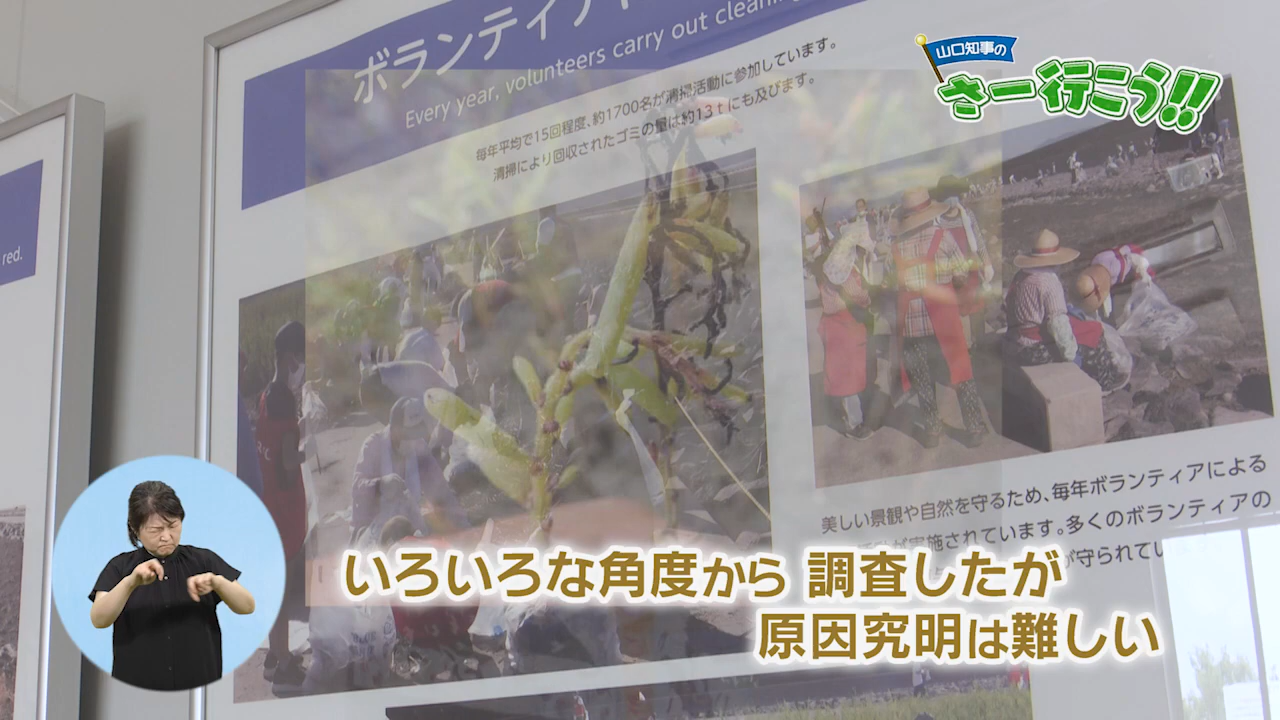 ボランティア
Every year, volunteers carry out
毎年平均で15回程度、約1700名が清掃活動に参加しています。
清掃により回収されたゴミの量は約13tにも及びます。
山口知事の
さー行こう!!
red.
美しい景観や自然を守るため、毎年ボランティアによる
実施されています。多くのボランティアの
が守られてい
いろいろな角度から 調査したが
原因究明は難しい